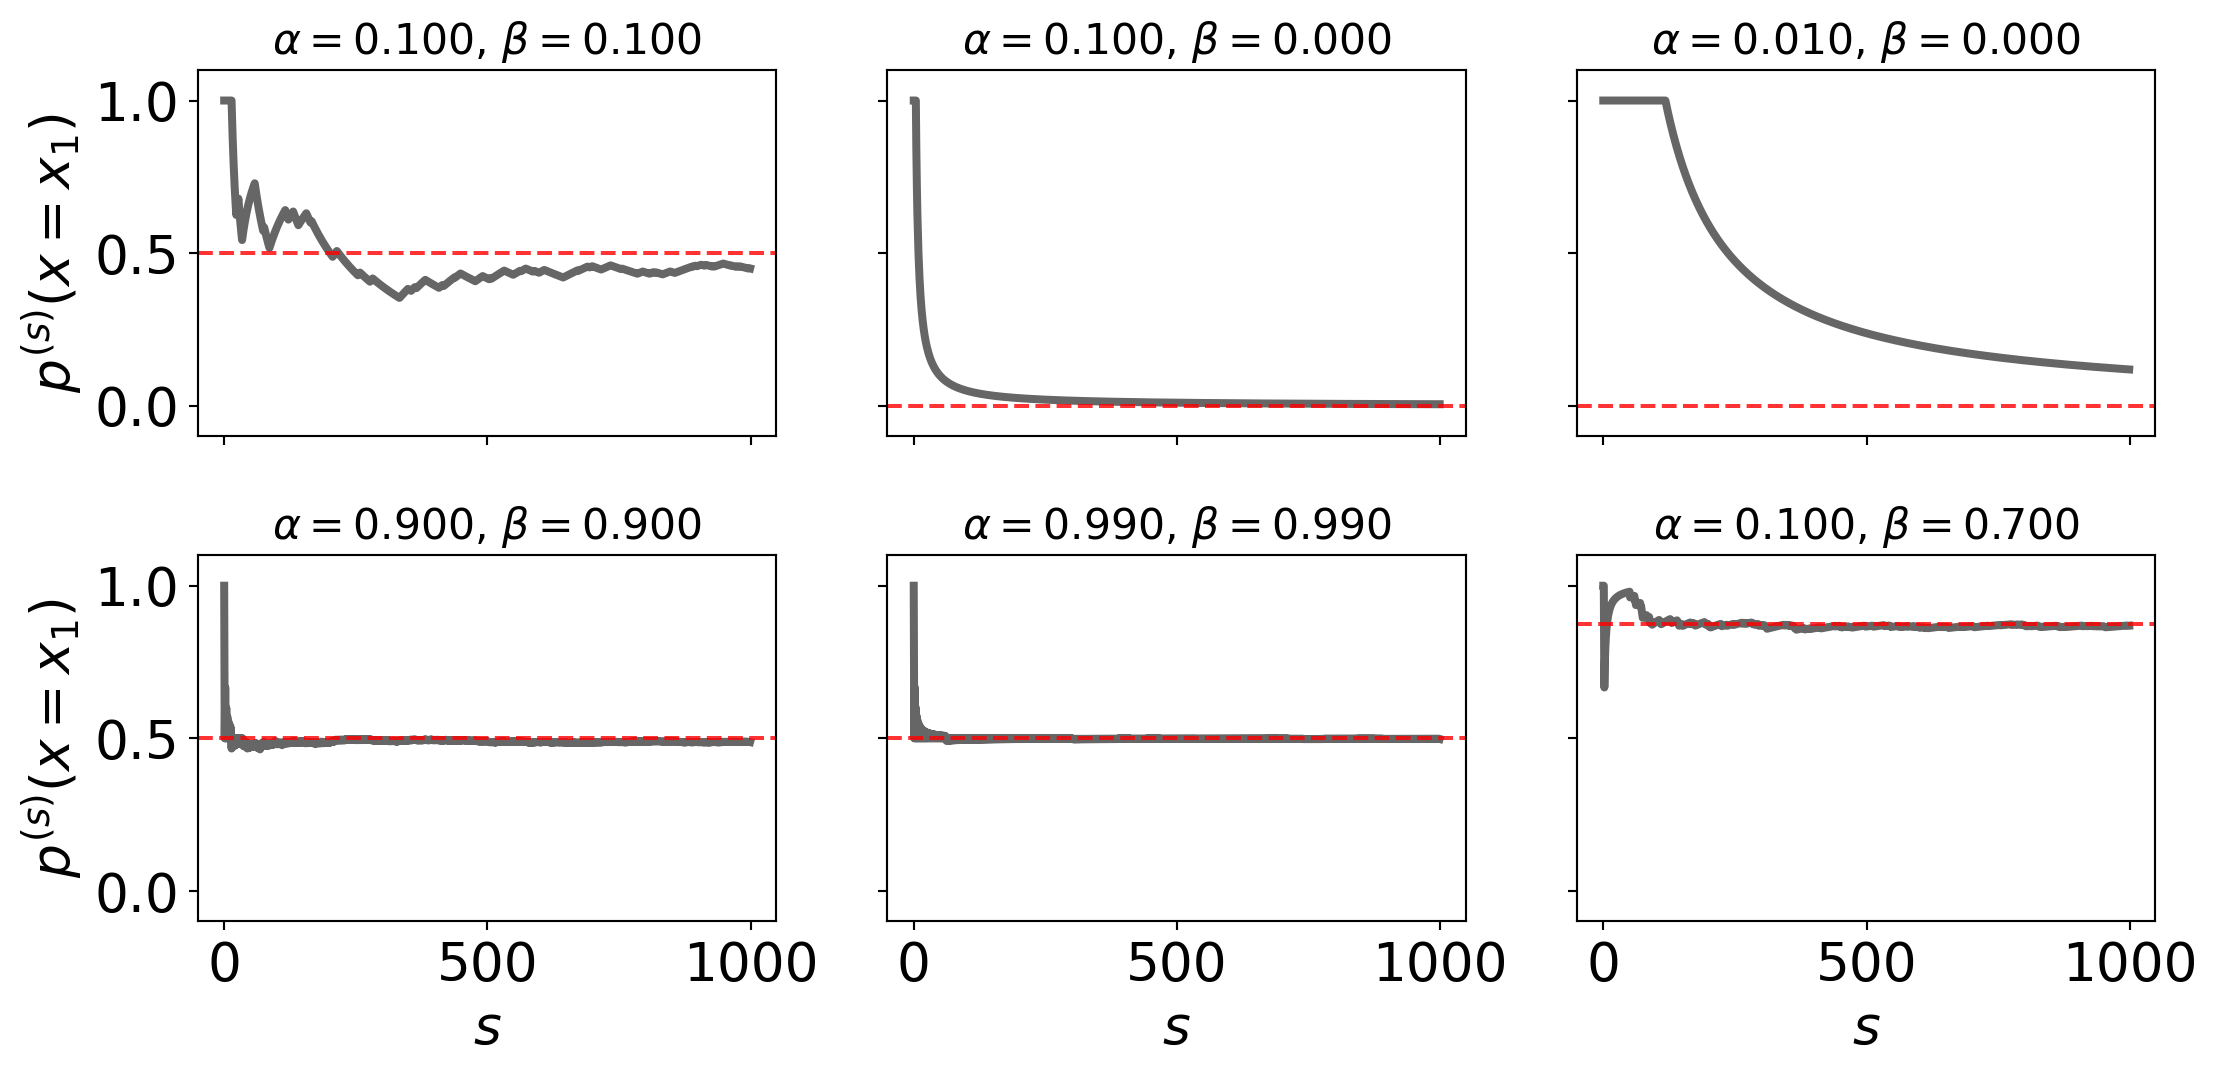 α = 0.100, β = 0.100
α = 0.100, β = 0.000
α = 0.010, β = 0.000
p^(s)(x = x₁)
1.0
0.5
0.0
α = 0.900, β = 0.900
α = 0.990, β = 0.990
α = 0.100, β = 0.700
p^(s)(x = x₁)
1.0
0.5
0.0
0 500 1000
0 500 1000
0 500 1000
s
s
s